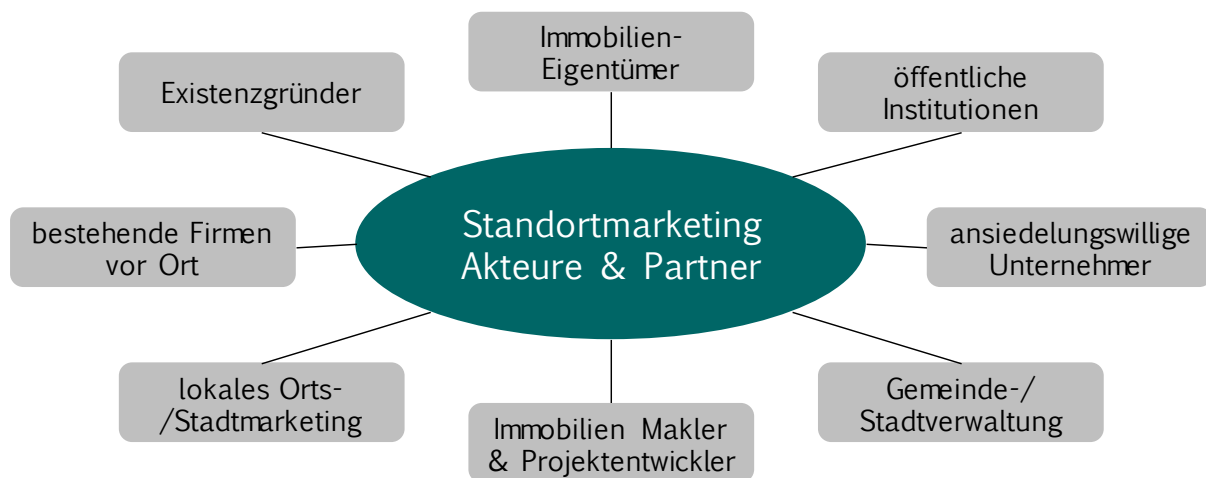 Immobilien-
Eigentümer
Existenzgründer
öffentliche
Institutionen
bestehende Firmen
vor Ort
Standortmarketing
Akteure & Partner
ansiedelungswillige
Unternehmer
lokales Orts-
/Stadtmarketing
Immobilien Makler
& Projektentwickler
Gemeinde-/
Stadtverwaltung